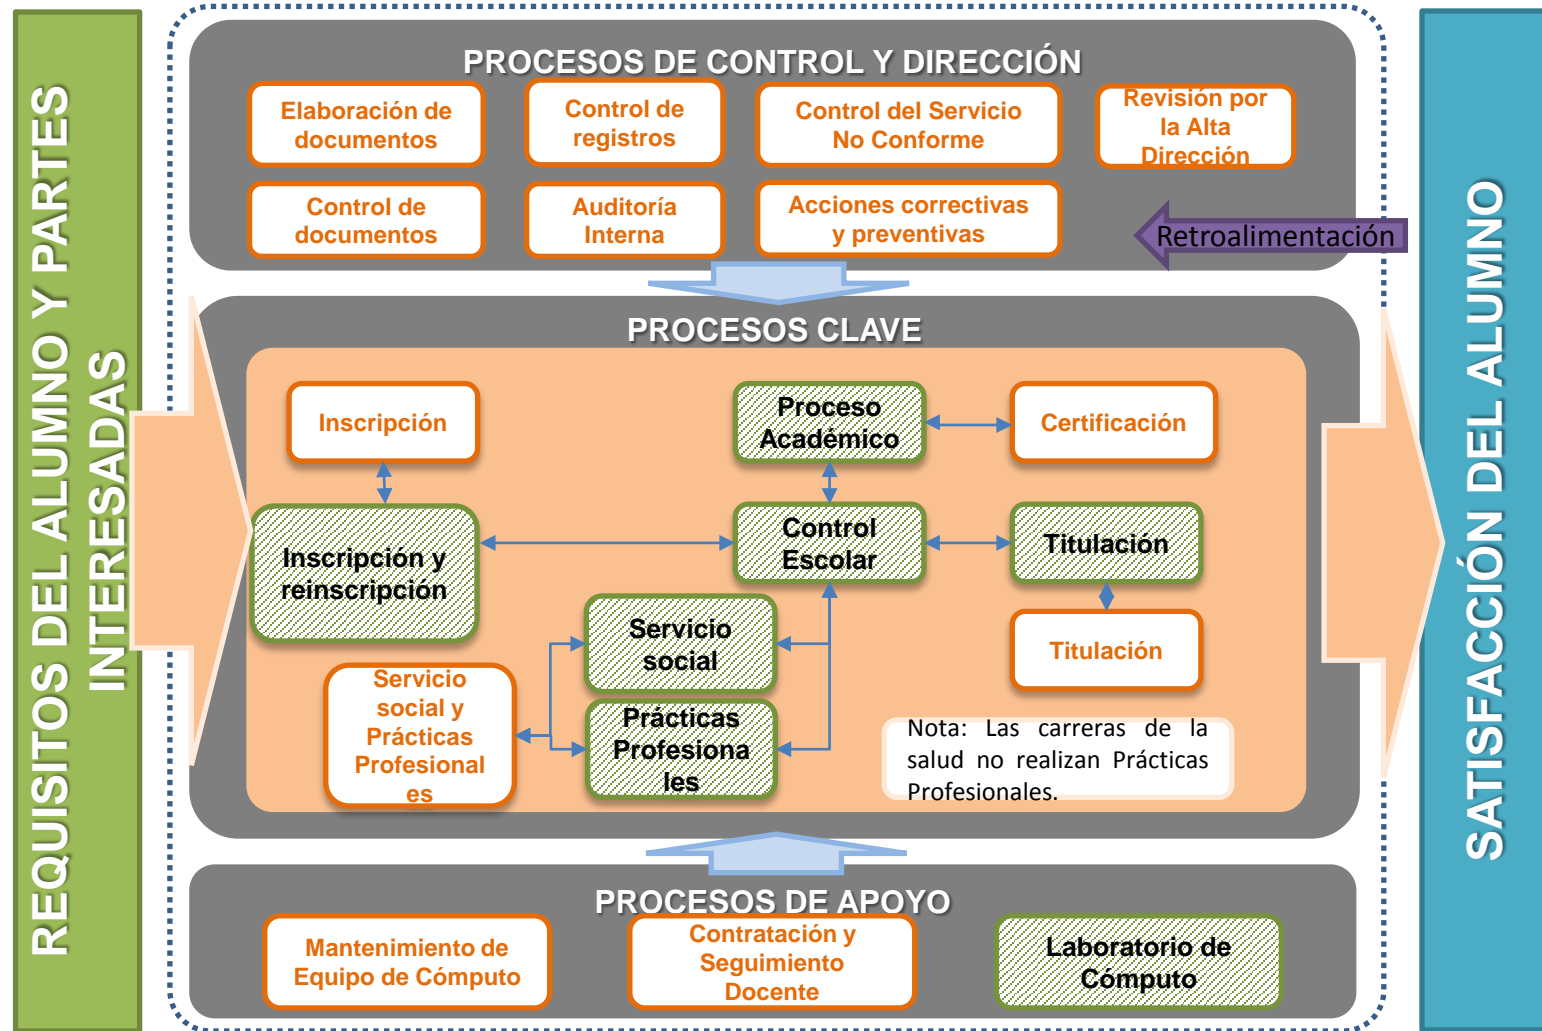 REQUISITOS DEL ALUMNO Y PARTES
INTERESADAS
PROCESOS DE CONTROL Y DIRECCIÓN
Elaboración de
documentos
Control de
registros
Control del Servicio
No Conforme
Revisión por
la Alta
Dirección
Control de
documentos
Auditoría
Interna
Acciones correctivas
y preventivas
Retroalimentación
PROCESOS CLAVE
Inscripción
Proceso
Académico
Certificación
Inscripción y
reinscripción
Control
Escolar
Titulación
Servicio
social
Titulación
Servicio
social y
Prácticas
Profesional
es
Prácticas
Profesiona
les
Nota: Las carreras de la
salud no realizan Prácticas
Profesionales.
PROCESOS DE APOYO
Mantenimiento de
Equipo de Cómputo
Contratación y
Seguimiento
Docente
Laboratorio de
Cómputo
SATISFACCIÓN DEL ALUMNO